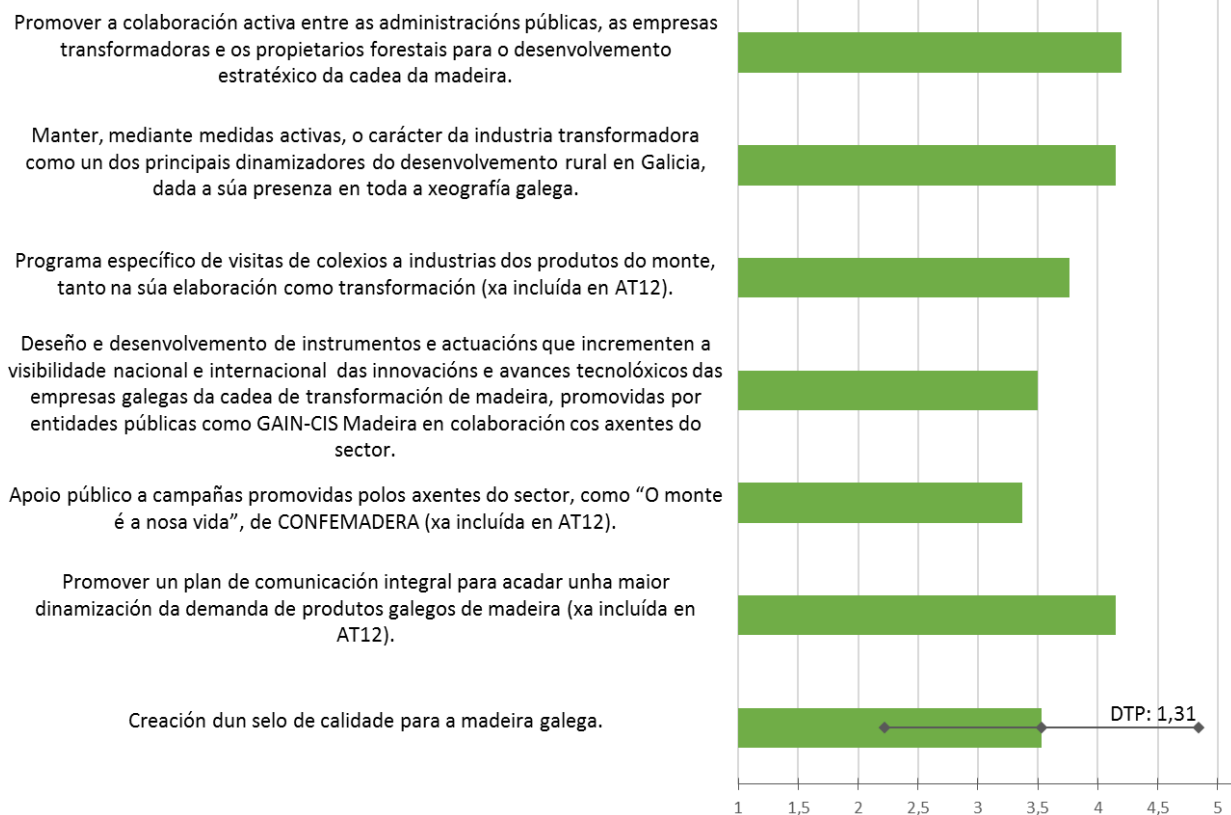 Promover a colaboración activa entre as administracións públicas, as empresas
transformadoras e os propietarios forestais para o desenvolvemento
estratéxico da cadea da madeira.
Manter, mediante medidas activas, o carácter da industria transformadora
como un dos principais dinamizadores do desenvolvemento rural en Galicia,
dada a súa presenza en toda a xeografía galega.
Programa específico de visitas de colexios a industrias dos produtos do monte,
tanto na súa elaboración como transformación (xa incluída en AT12).
Deseño e desenvolvemento de instrumentos e actuacións que incrementen a
visibilidade nacional e internacional das innovacións e avances tecnolóxicos das
empresas galegas da cadea de transformación de madeira, promovidas por
entidades públicas como GAIN-CIS Madeira en colaboración cos axentes do
sector.
Apoio público a campañas promovidas polos axentes do sector, como “O monte
é a nosa vida”, de CONFEMADERA (xa incluída en AT12).
Promover un plan de comunicación integral para acadar unha maior
dinamización da demanda de produtos galegos de madeira (xa incluída en
AT12).
Creación dun selo de calidade para a madeira galega.
DTP: 1,31
1 1,5 2 2,5 3 3,5 4 4,5 5